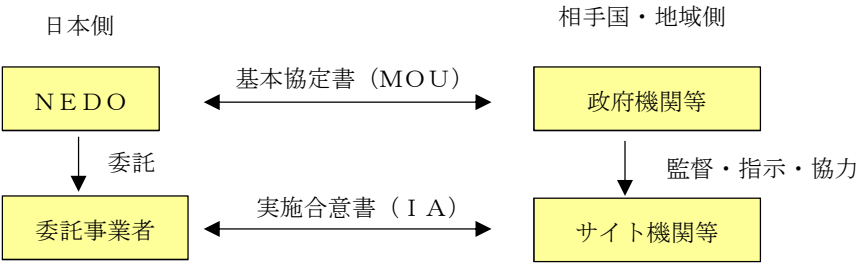 日本側
相手国・地域側
ＮＥＤＯ
基本協定書（MOU）
政府機関等
委託
監督・指示・協力
委託事業者
実施合意書（ＩＡ）
サイト機関等